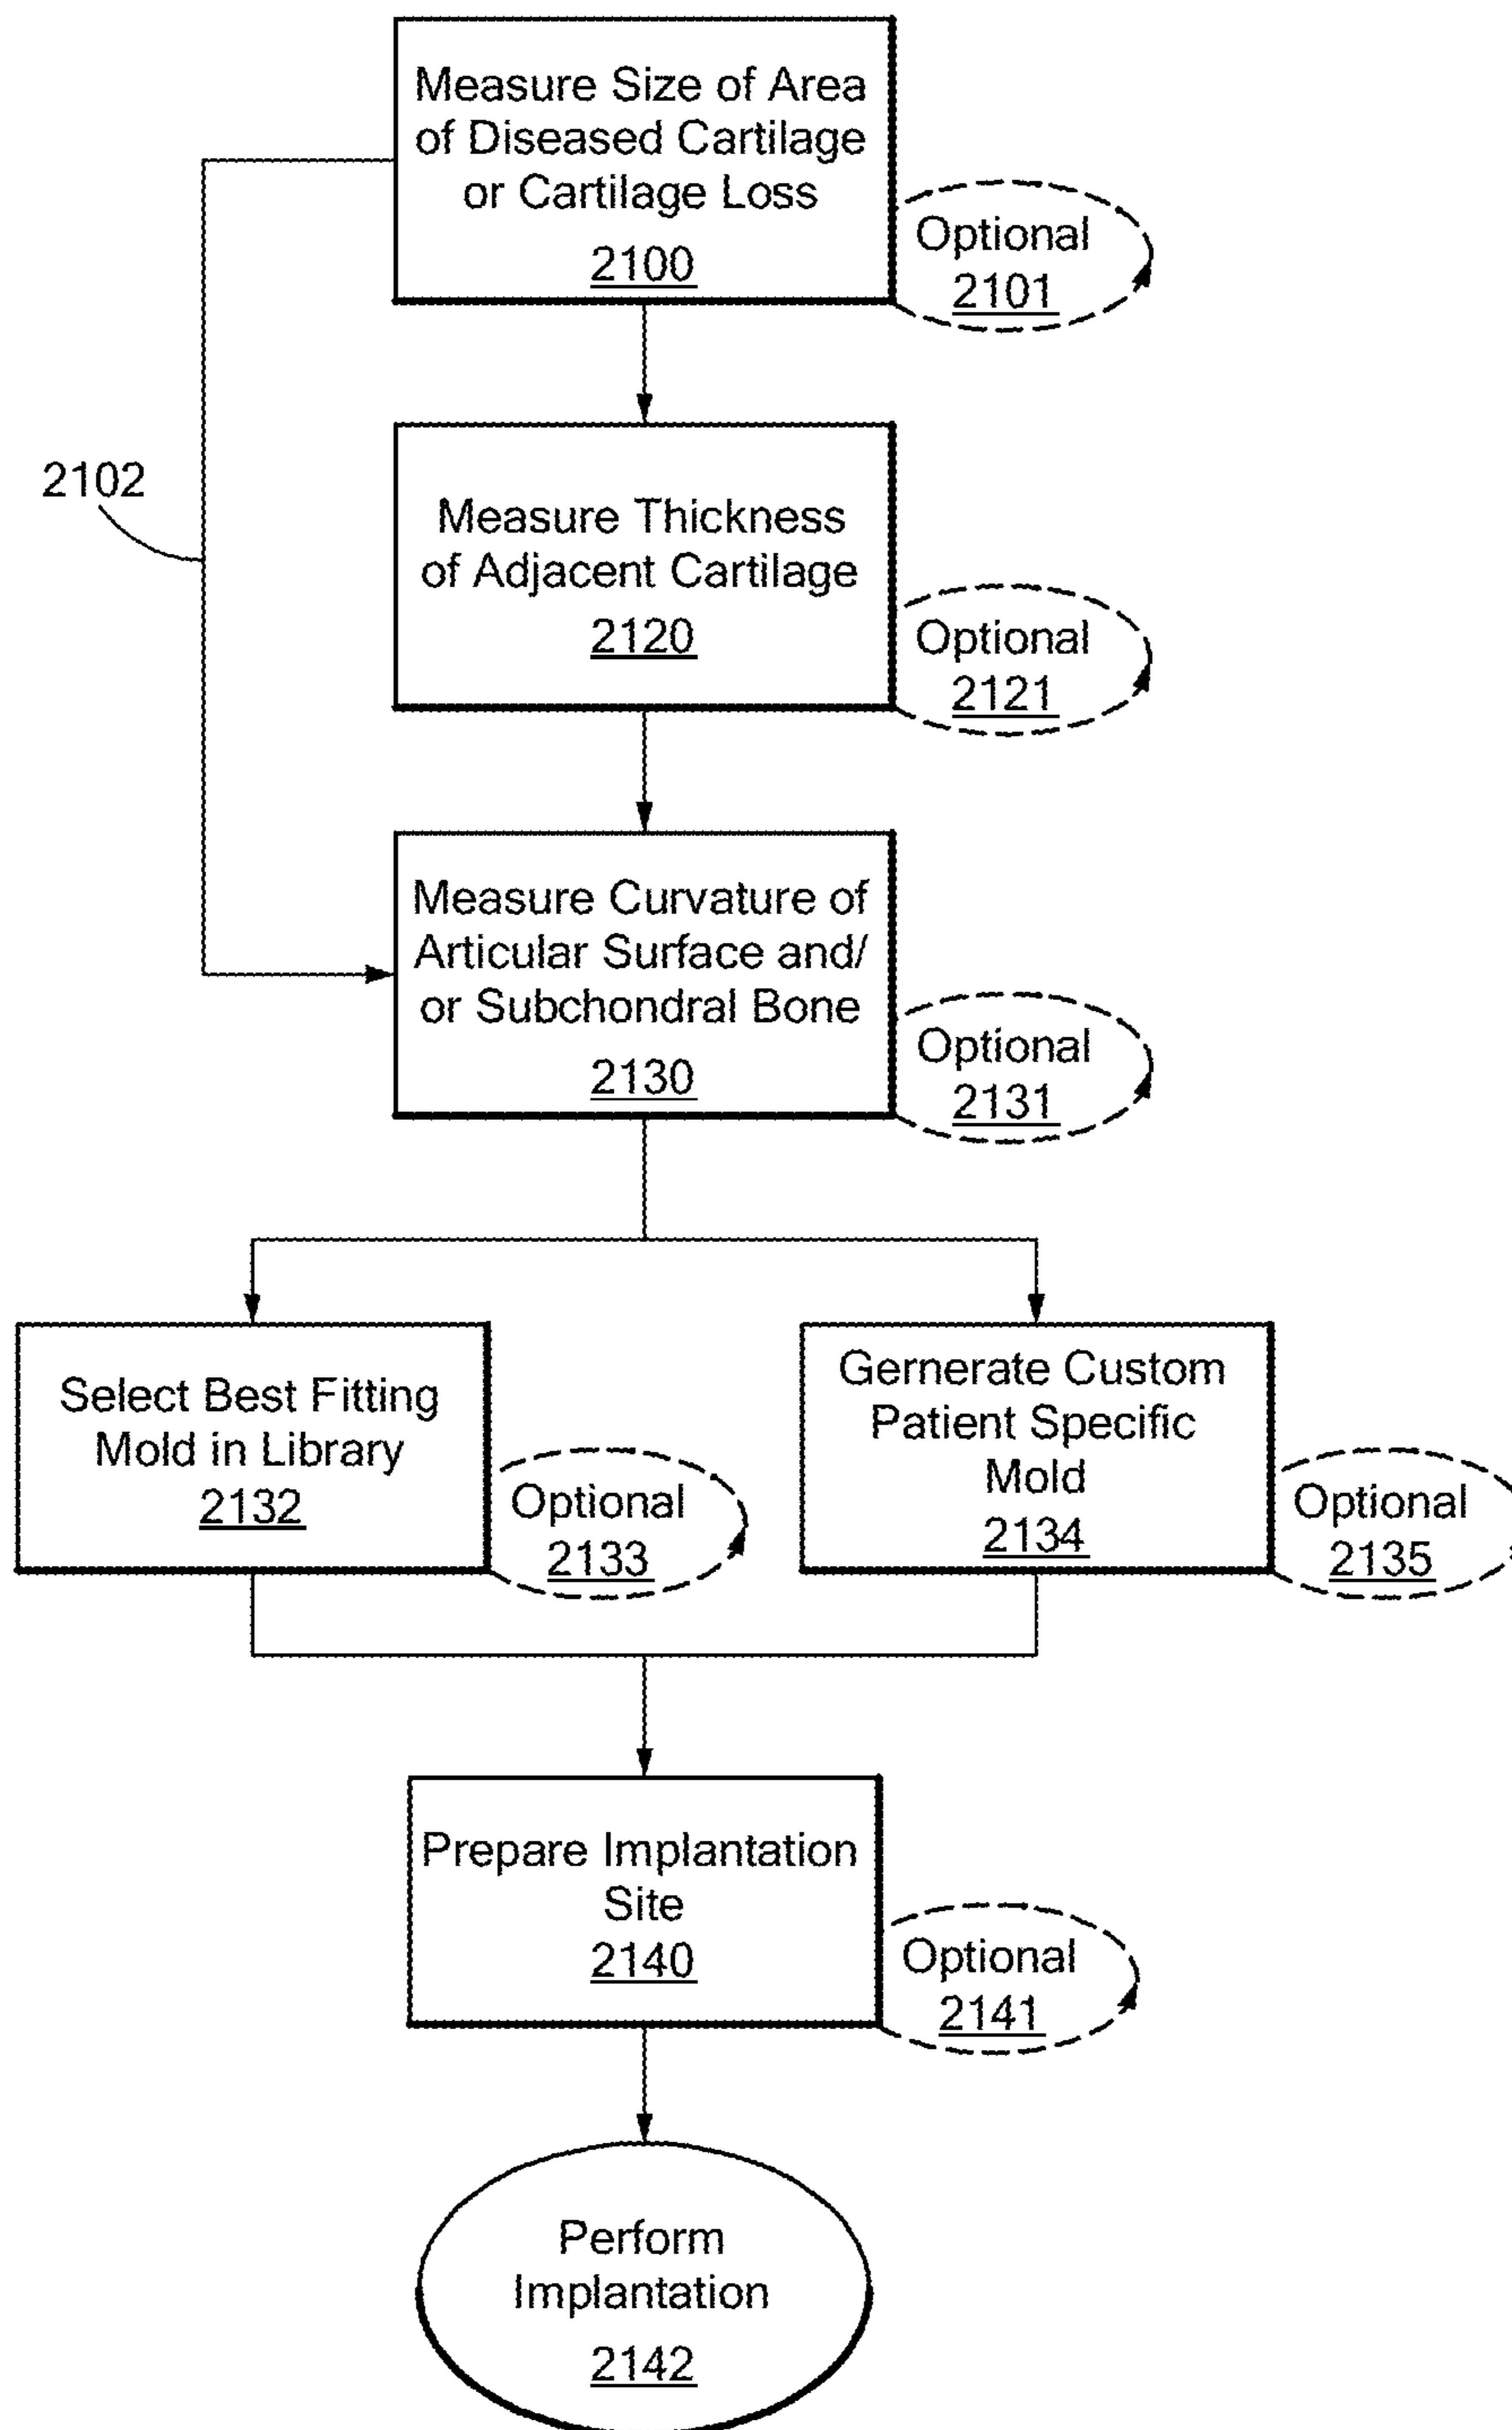 Measure Size of Area
of Diseased Cartilage
or Cartilage Loss
2100
Optional
2101
2102
Measure Thickness
of Adjacent Cartilage
2120
Optional
2121
Measure Curvature of
Articular Surface and/
or Subchondral Bone
2130
Optional
2131
Select Best Fitting
Mold in Library
2132
Optional
2133
Gernerate Custom
Patient Specific
Mold
2134
Optional
2135
Prepare Implantation
Site
2140
Optional
2141
Perform
Implantation
2142